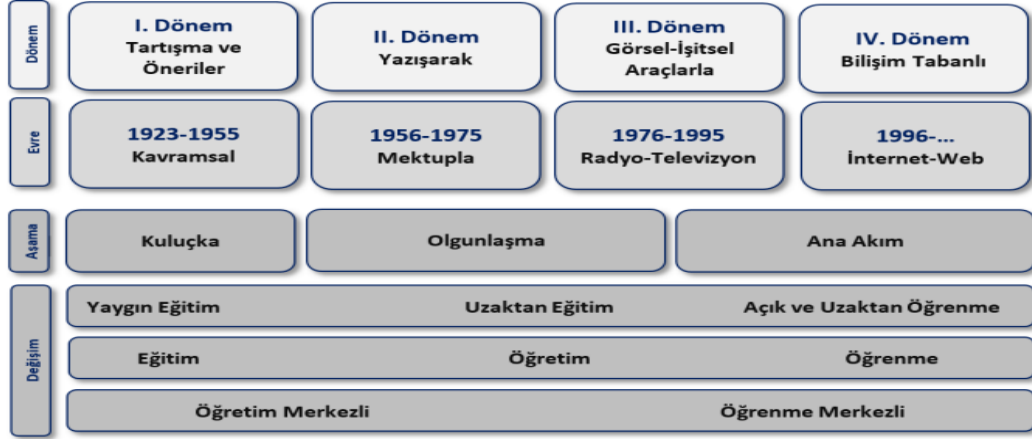 Dönem
I. Dönem
Tartışma ve
Öneriler
II. Dönem
Yazışarak
III. Dönem
Görsel-İşitsel
Araçlarla
IV. Dönem
Bilişim Tabanlı
Evre
1923-1955
Kavramsal
1956-1975
Mektupla
1976-1995
Radyo-Televizyon
1996-...
İnternet-Web
Aşama
Kuluçka
Olgunlaşma
Ana Akım
Değişim
Yaygın Eğitim Uzaktan Eğitim Açık ve Uzaktan Öğrenme
Eğitim Öğretim Öğrenme
Öğretim Merkezli Öğrenme Merkezli